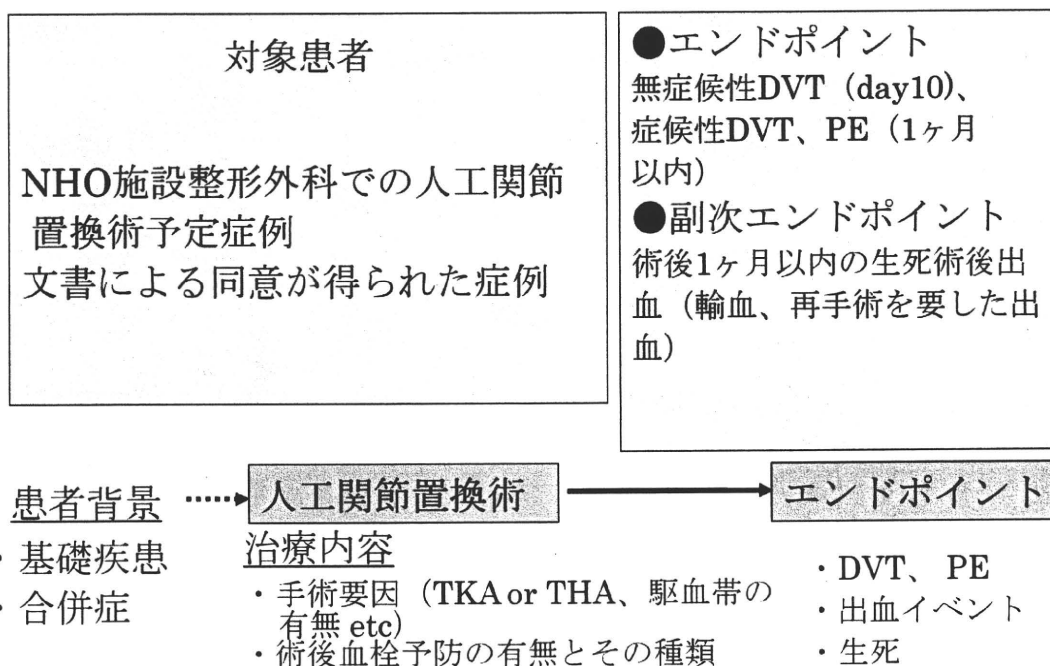 対象患者
NHO施設整形外科での人工関節
置換術予定症例
文書による同意が得られた症例
●エンドポイント
無症候性DVT（day10)、
症候性DVT、PE（1ヶ月
以内）
●副次エンドポイント
術後1ヶ月以内の生死術後出
血（輸血、再手術を要した出
血）
患者背景
・基礎疾患
・合併症
人工関節置換術
治療内容
・手術要因（TKA or THA、駆血帯の
有無 etc)
・術後血栓予防の有無とその種類
エンドポイント
・DVT、 PE
・出血イベント
・生死